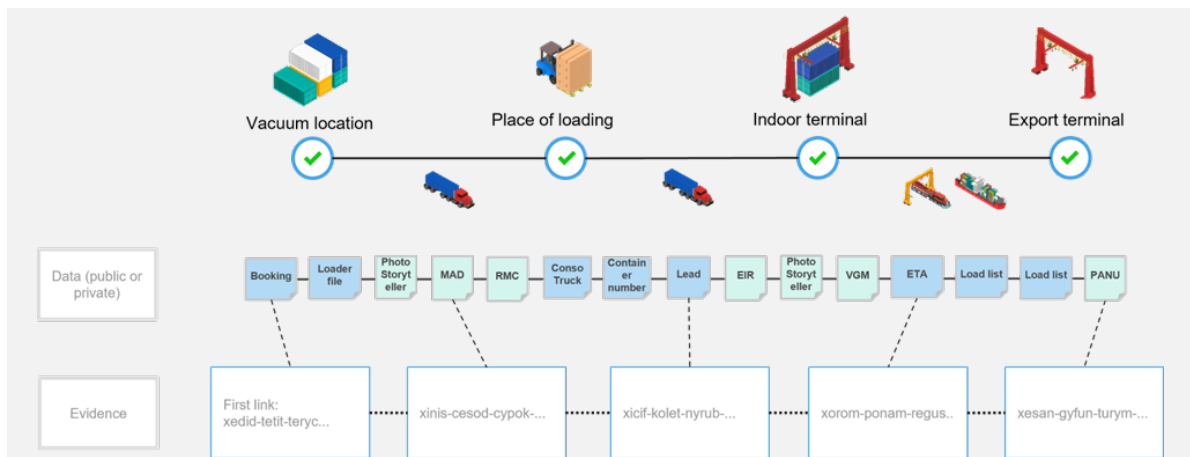 Vacuum location
Place of loading
Indoor terminal
Export terminal
Data (public or
private)
Booking
Loader
file
Photo
Storyt
eller
MAD
RMC
Conso
Truck
Contain
er
number
Lead
EIR
Photo
Storyt
eller
VGM
ETA
Load list
Load list
PANU
Evidence
First link:
xedid-tetit-teryc...
xinis-cesod-cypok-...
xicif-kolet-nyrub-...
xorom-ponam-regus..
xesan-gyfun-turym-...